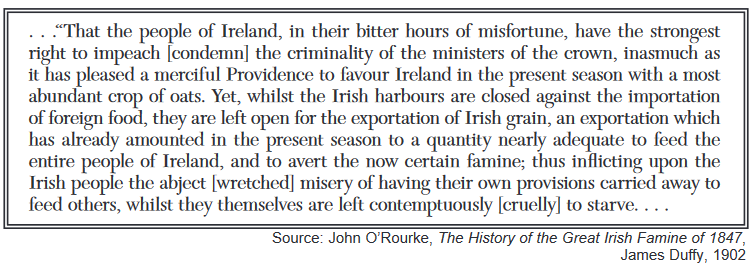 . . .“That the people of Ireland, in their bitter hours of misfortune, have the strongest
right to impeach [condemn] the criminality of the ministers of the crown, inasmuch as
it has pleased a merciful Providence to favour Ireland in the present season with a most
abundant crop of oats. Yet, whilst the Irish harbours are closed against the importation
of foreign food, they are left open for the exportation of Irish grain, an exportation which
has already amounted in the present season to a quantity nearly adequate to feed the
entire people of Ireland, and to avert the now certain famine; thus inflicting upon the
Irish people the abject [wretched] misery of having their own provisions carried away to
feed others, whilst they themselves are left contemptuously [cruelly] to starve. . . .
Source: John O’Rourke, The History of the Great Irish Famine of 1847,
James Duffy, 1902